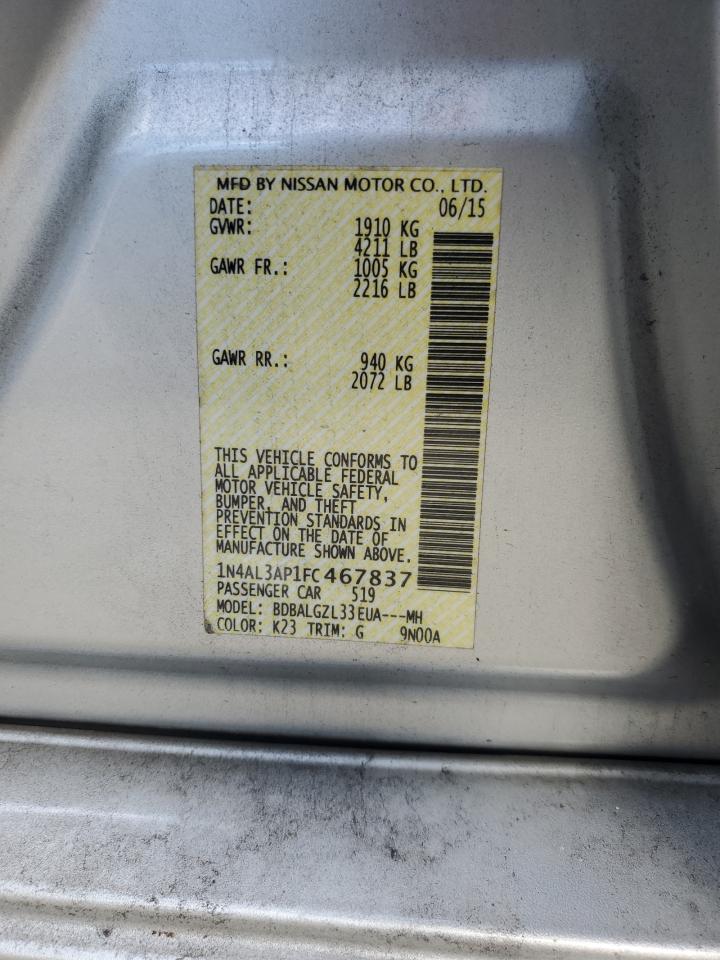 MFD BY NISSAN MOTOR CO., LTD.
DATE: 06/15
GVWR: 1910 KG
4211 LB
GAWR FR.: 1005 KG
2216 LB
GAWR RR.: 940 KG
2072 LB
THIS VEHICLE CONFORMS TO
ALL APPLICABLE FEDERAL
MOTOR VEHICLE SAFETY,
BUMPER, AND THEFT
PREVENTION STANDARDS IN
EFFECT ON THE DATE OF
MANUFACTURE SHOWN ABOVE.
1N4AL3AP1FC467837
PASSENGER CAR 519
MODEL: BDBALGZL33EUA---MH
COLOR: K23 TRIM: G 9N00A